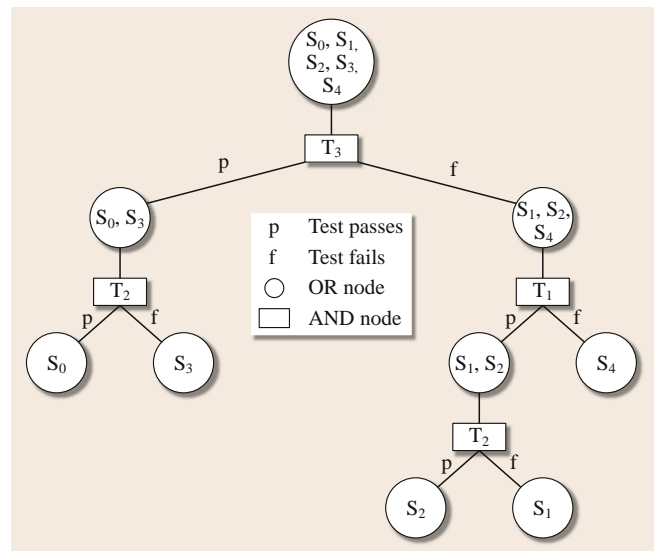 S₀, S₁,
S₂, S₃,
S₄
T₃
p
f
S₀, S₃
S₁, S₂,
S₄
p Test passes
f Test fails
OR node
AND node
T₂
T₁
p
f
p
f
S₀
S₃
S₁, S₂
S₄
T₂
p
f
S₂
S₁